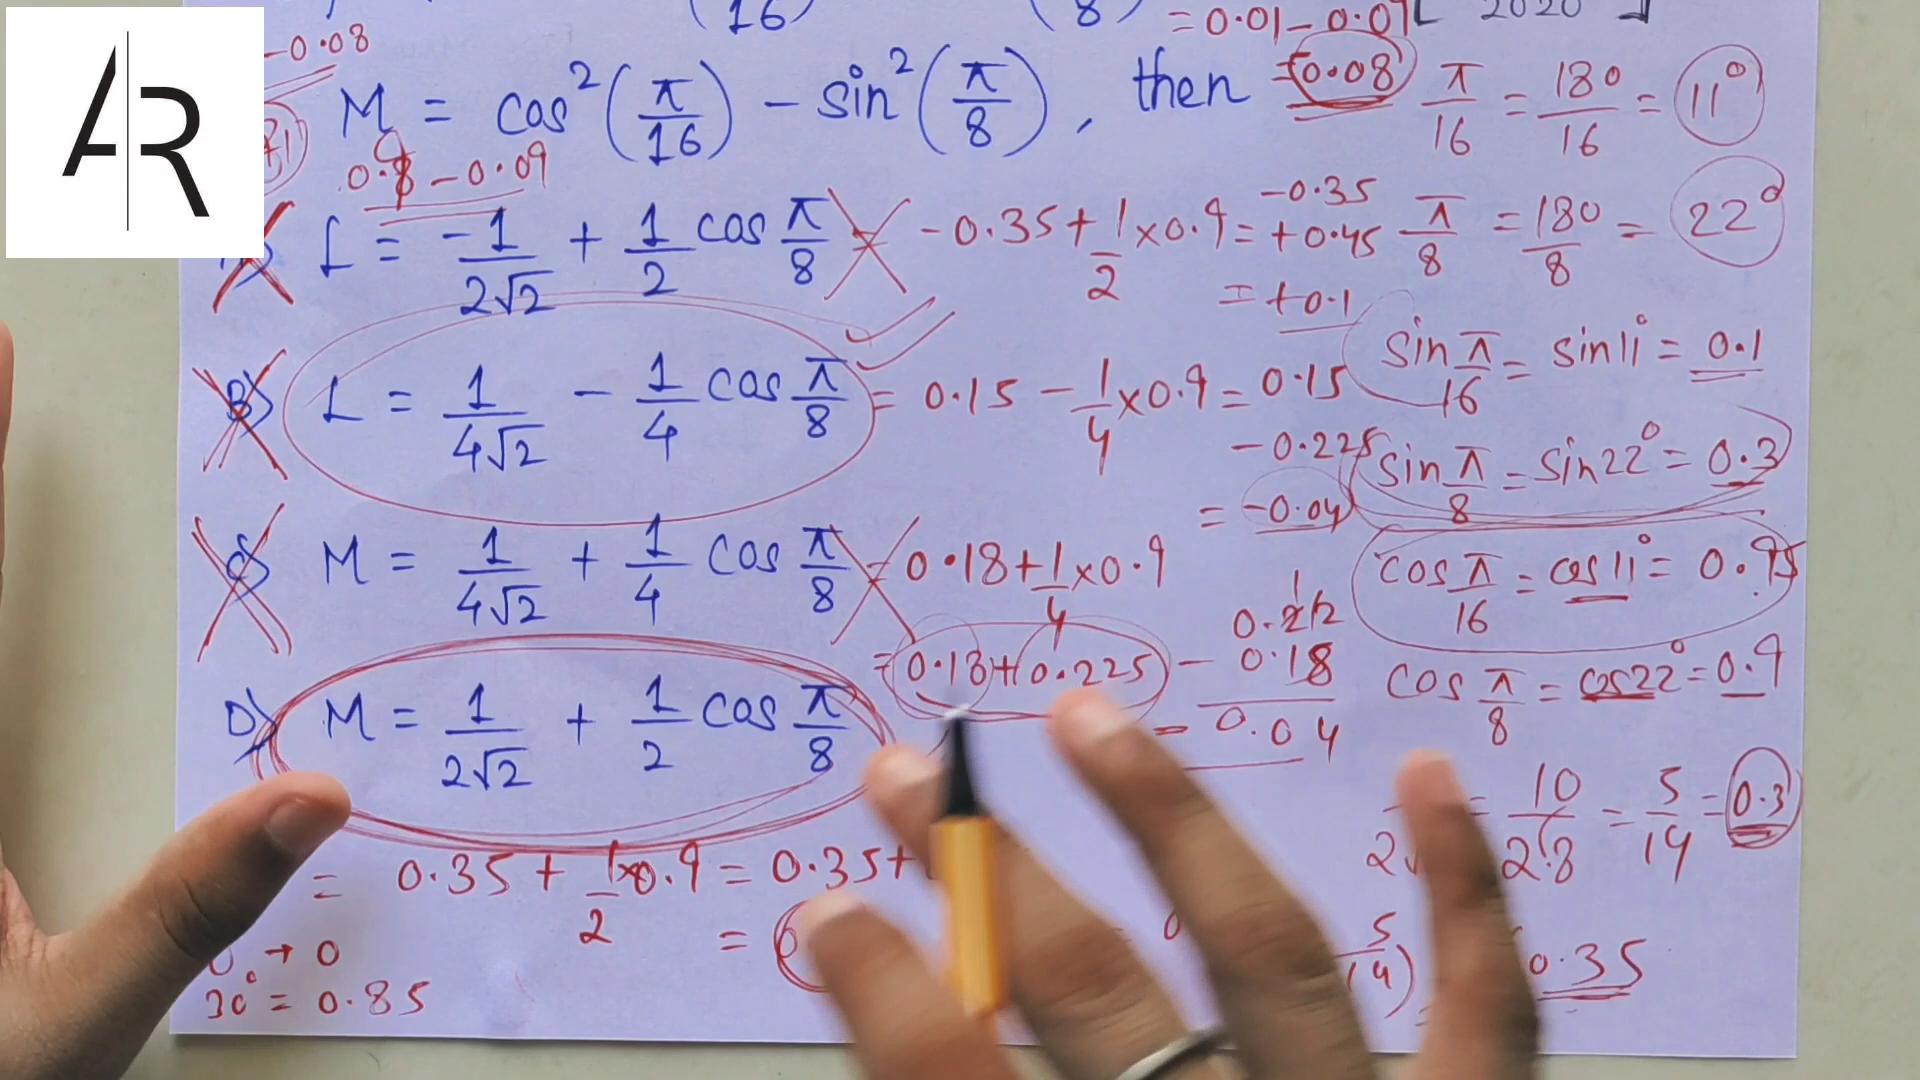 16 8 = 0.01 - 0.09 [ 2020 ]
-0.08
AR
M = cos²(π/16) - sin²(π/8), then = 0.08 π/16 = 180/16 = 11°
0.9 - 0.09
L = -1/2√2 + 1/2 cos π/8 - 0.35 + 1/2 x 0.9 = -0.35 + 0.45 π/8 = 180/8 = 22°
= +0.1
sin π/16 = sin 11° = 0.1
B) L = 1/4√2 - 1/4 cos π/8 = 0.15 - 1/4 x 0.9 = 0.15
- 0.225
sin π/8 = sin 22° = 0.3
= -0.04
C) M = 1/4√2 + 1/4 cos π/8 = 0.18 + 1/4 x 0.9
cos π/16 = cos 11° = 0.95
= 0.18 + 0.225 - 0.18
= 0.04
cos π/8 = cos 22° = 0.9
D) M = 1/2√2 + 1/2 cos π/8
= 10/2.8 = 5/14 = 0.3
= 0.35 + 1/2 x 0.9 = 0.35 +
=
→ 0
5/14) 0.35
30° = 0.85